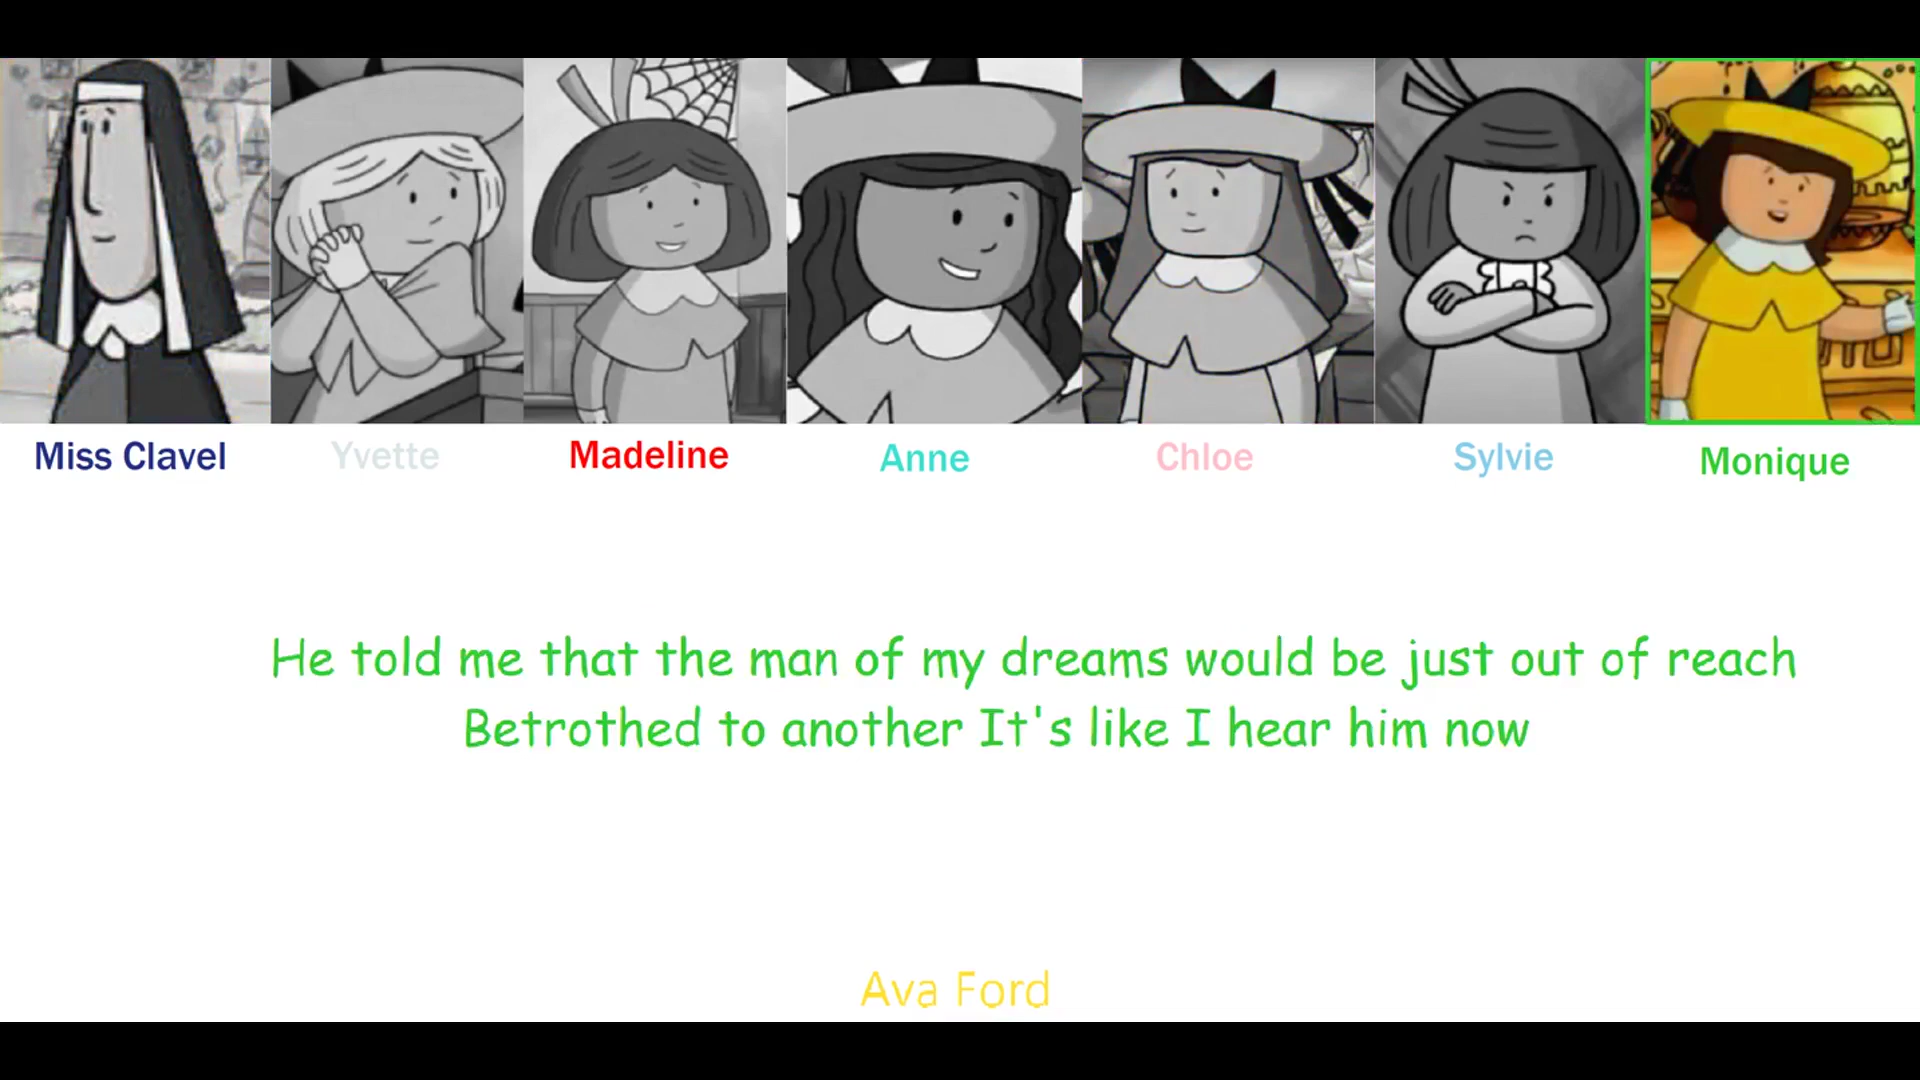 Miss Clavel Yvette Madeline Anne Chloe Sylvie Monique
He told me that the man of my dreams would be just out of reach
Betrothed to another It's like I hear him now
Ava Ford